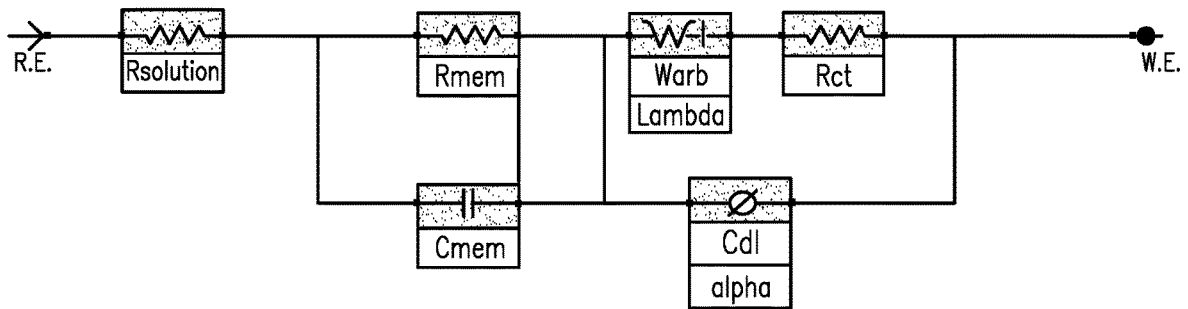 R.E.
Rsolution
Rmem
Warb
Lambda
Rct
W.E.
Cmem
Cdl
alpha